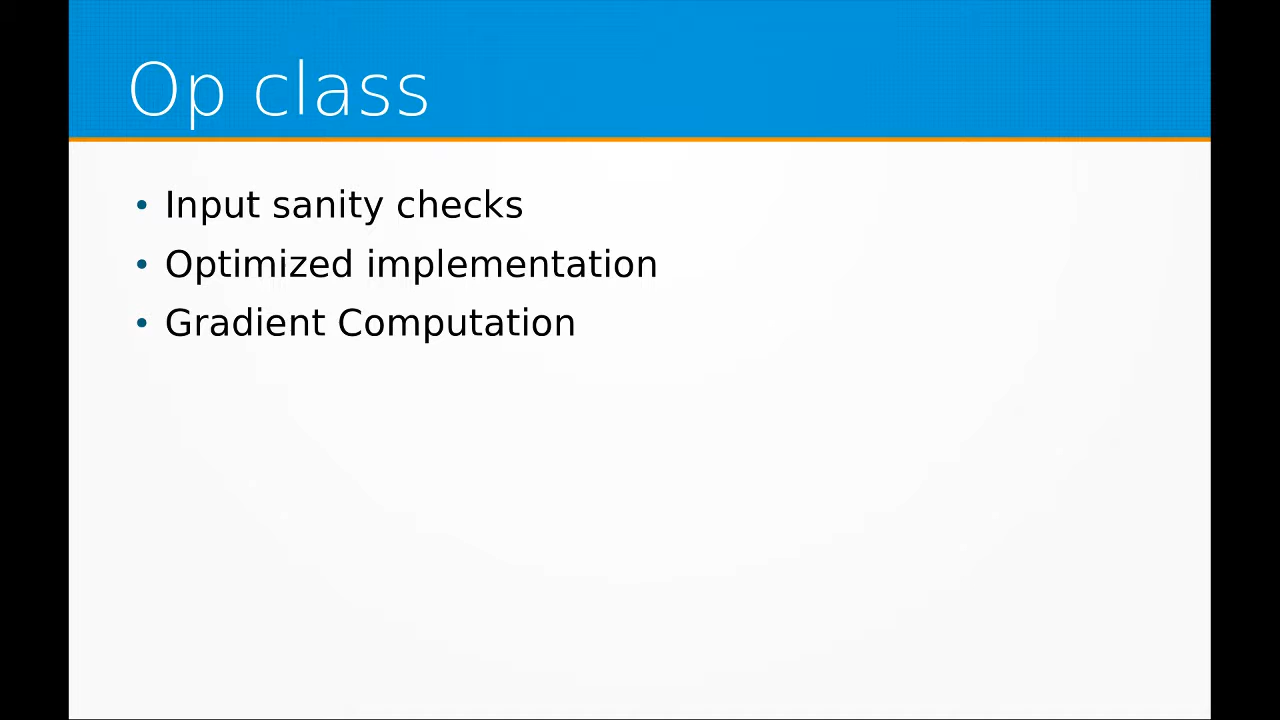 Op class
• Input sanity checks
• Optimized implementation
• Gradient Computation